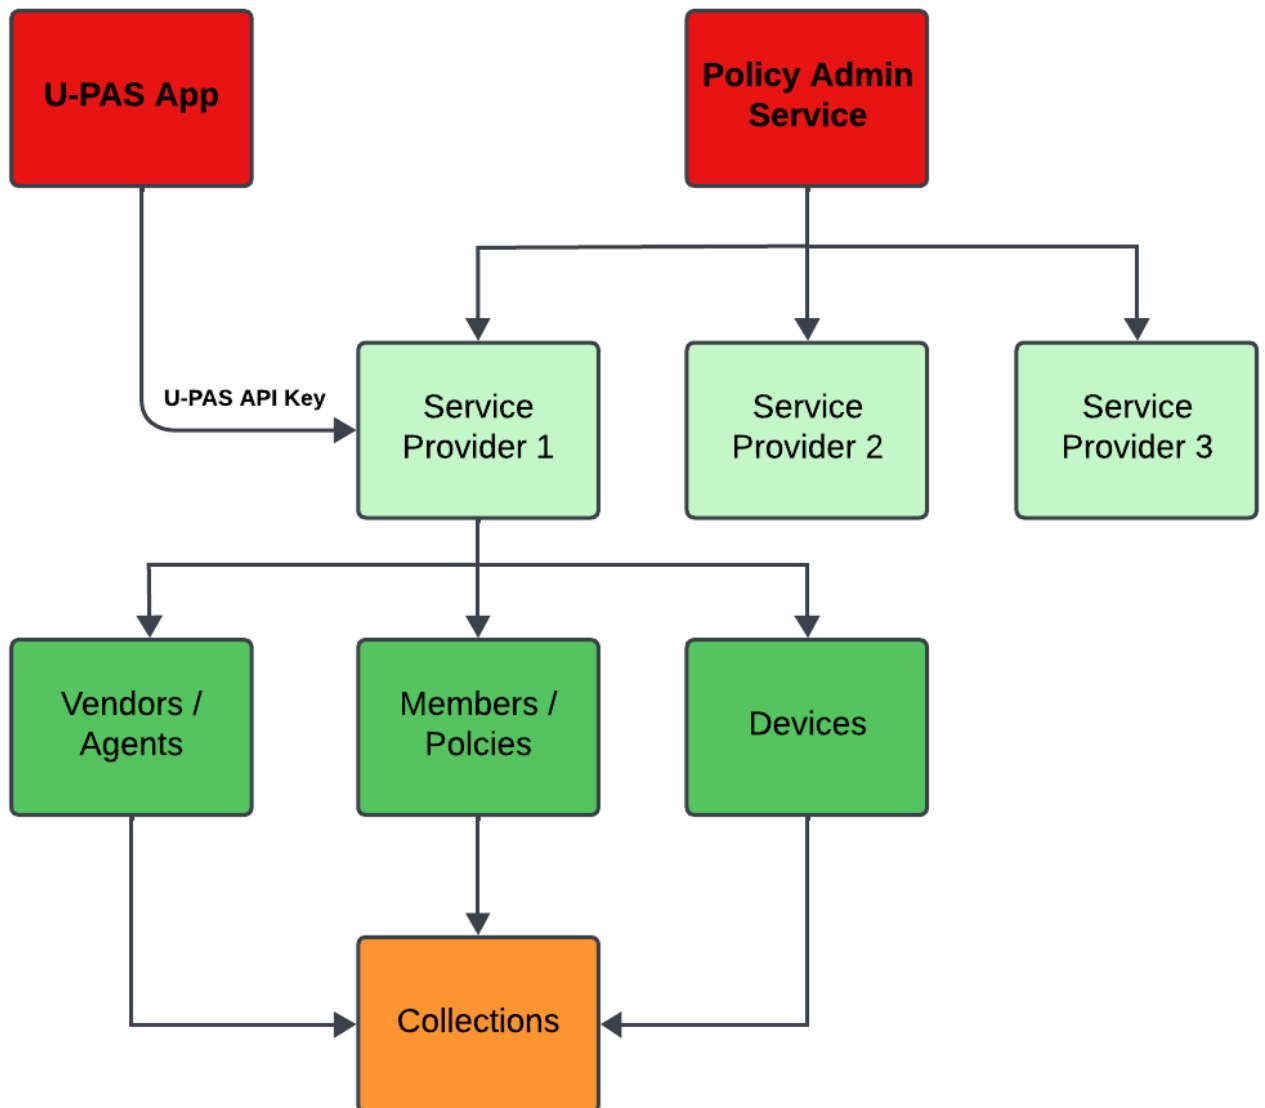 U-PAS App
Policy Admin
Service
U-PAS API Key
Service
Provider 1
Service
Provider 2
Service
Provider 3
Vendors /
Agents
Members /
Polcies
Devices
Collections